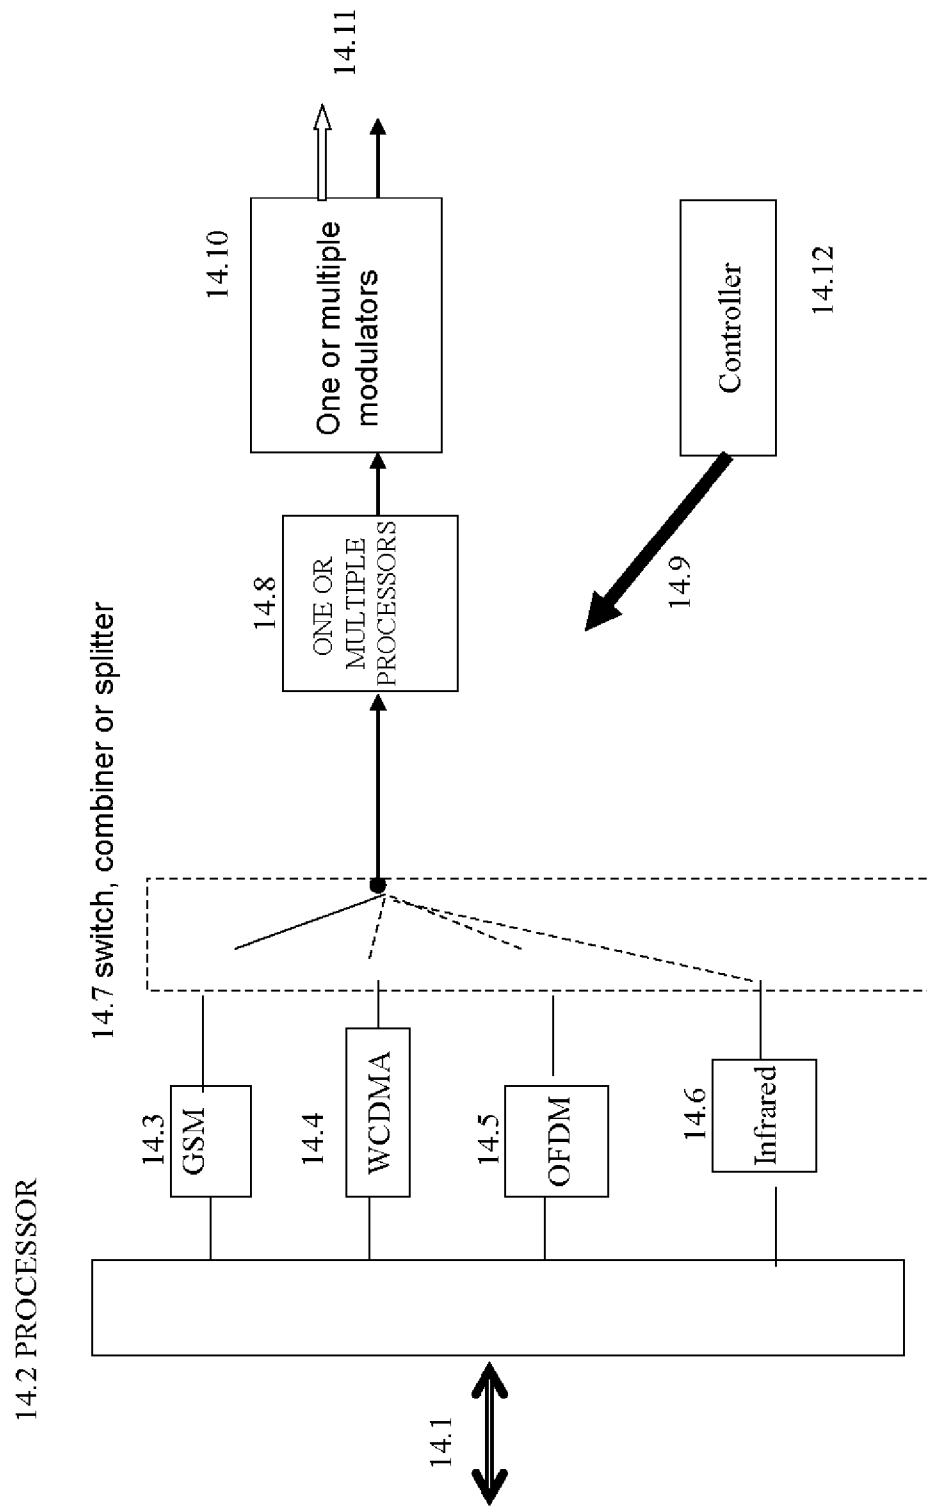 14.1
14.2 PROCESSOR
14.3
GSM
14.4
WCDMA
14.5
OFDM
14.6
Infrared
14.7 switch, combiner or splitter
14.8
ONE OR
MULTIPLE
PROCESSORS
14.9
14.10
One or multiple
modulators
14.11
Controller
14.12